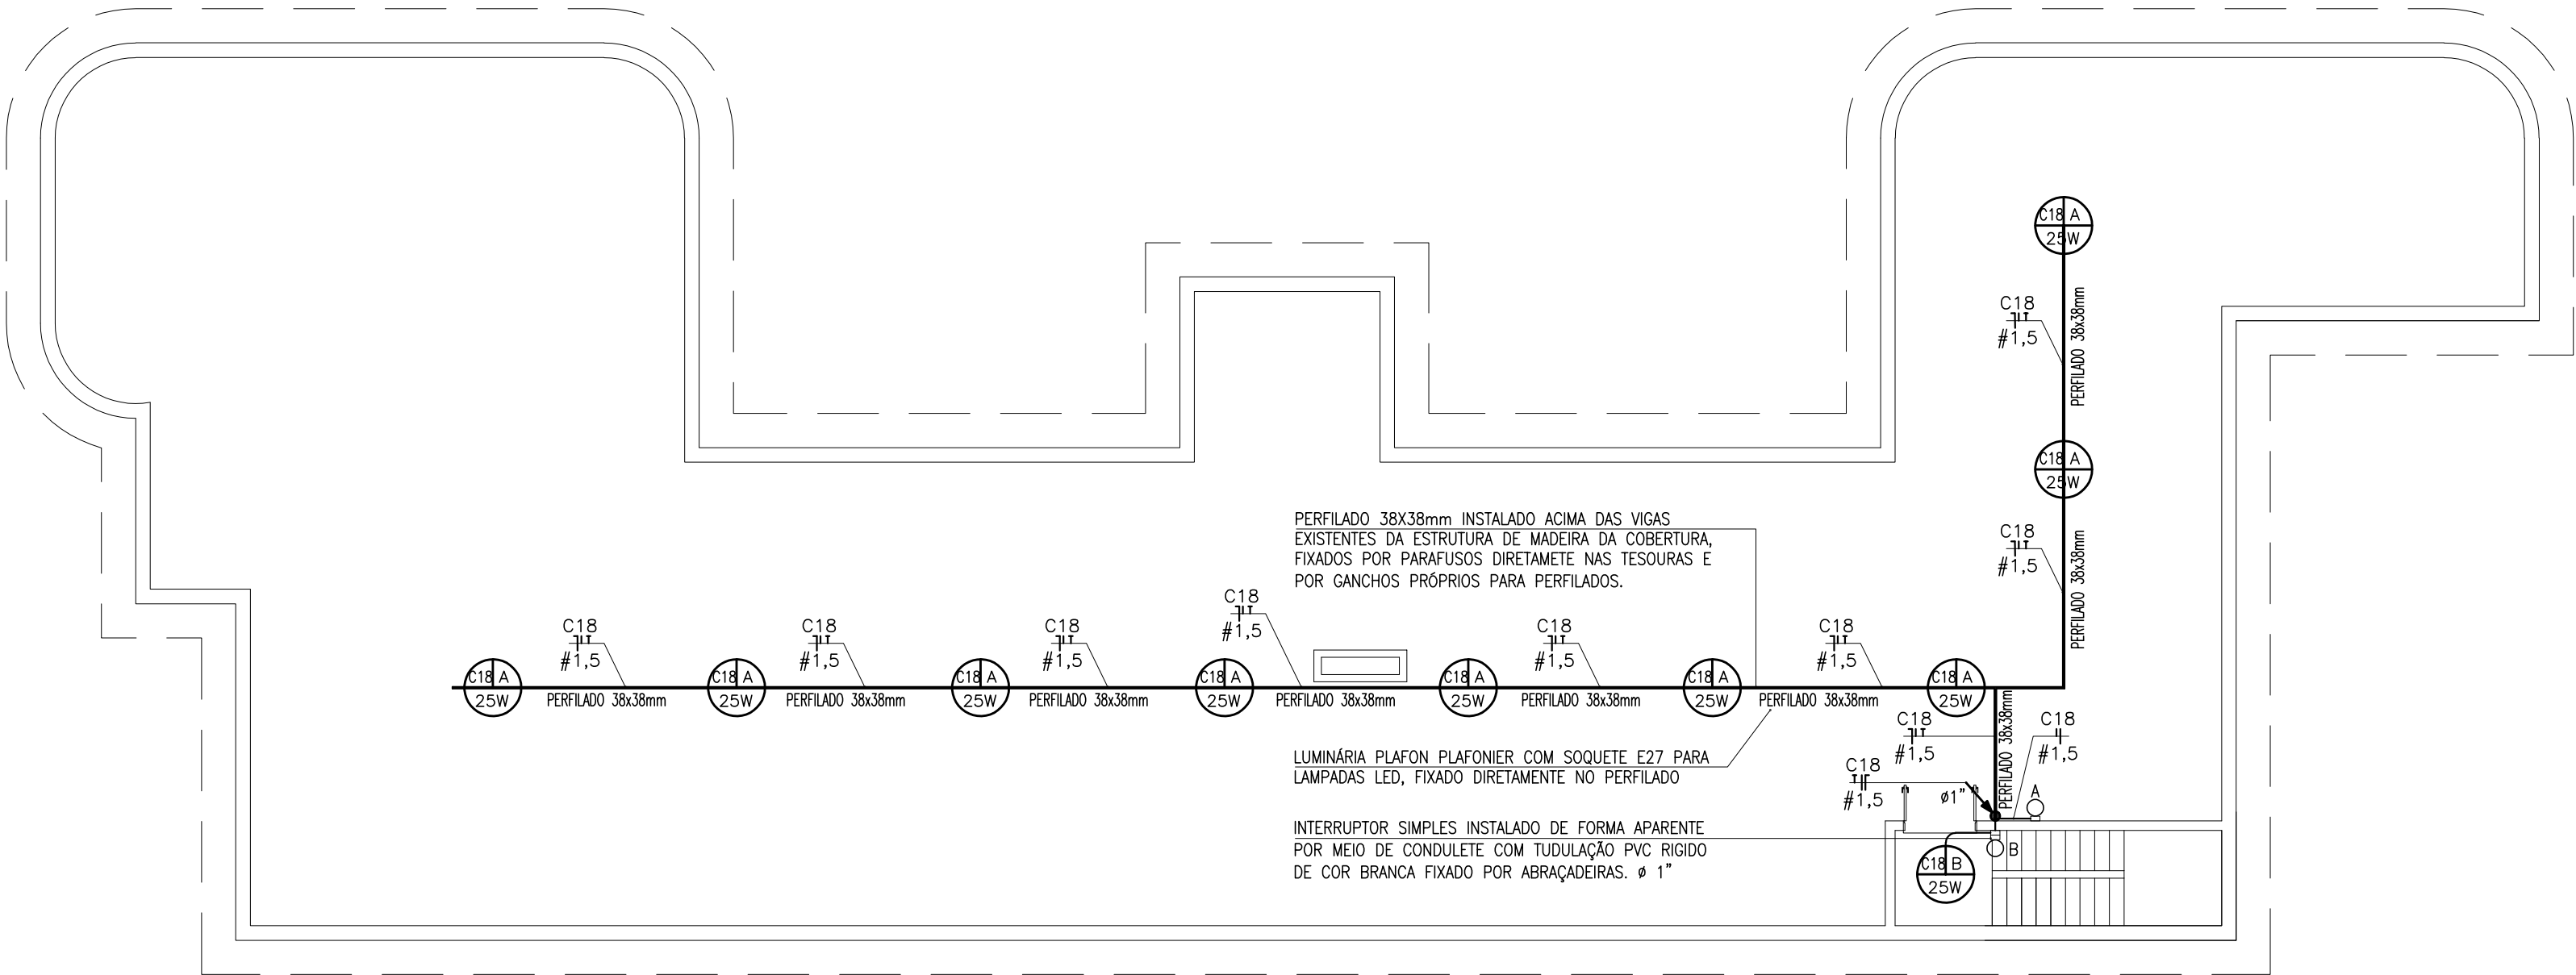 C18 A
25W
C18
#1,5
PERFILADO 38x38mm
C18 A
25W
C18
#1,5
PERFILADO 38x38mm
PERFILADO 38X38mm INSTALADO ACIMA DAS VIGAS
EXISTENTES DA ESTRUTURA DE MADEIRA DA COBERTURA,
FIXADOS POR PARAFUSOS DIRETAMETE NAS TESOURAS E
POR GANCHOS PRÓPRIOS PARA PERFILADOS.
C18
#1,5
C18
#1,5
C18
#1,5
C18
#1,5
C18
#1,5
C18
#1,5
C18 A
25W
PERFILADO 38x38mm
C18 A
25W
PERFILADO 38x38mm
C18 A
25W
PERFILADO 38x38mm
C18 A
25W
PERFILADO 38x38mm
C18 A
25W
PERFILADO 38x38mm
C18 A
25W
PERFILADO 38x38mm
C18 A
25W
PERFILADO 38x38mm
C18
#1,5
C18
#1,5
LUMINÁRIA PLAFON PLAFONIER COM SOQUETE E27 PARA
LAMPADAS LED, FIXADO DIRETAMENTE NO PERFILADO
C18
#1,5
ø1"
A
INTERRUPTOR SIMPLES INSTALADO DE FORMA APARENTE
POR MEIO DE CONDULETE COM TUDULAÇÃO PVC RIGIDO
DE COR BRANCA FIXADO POR ABRAÇADEIRAS. ø 1"
B
C18 B
25W